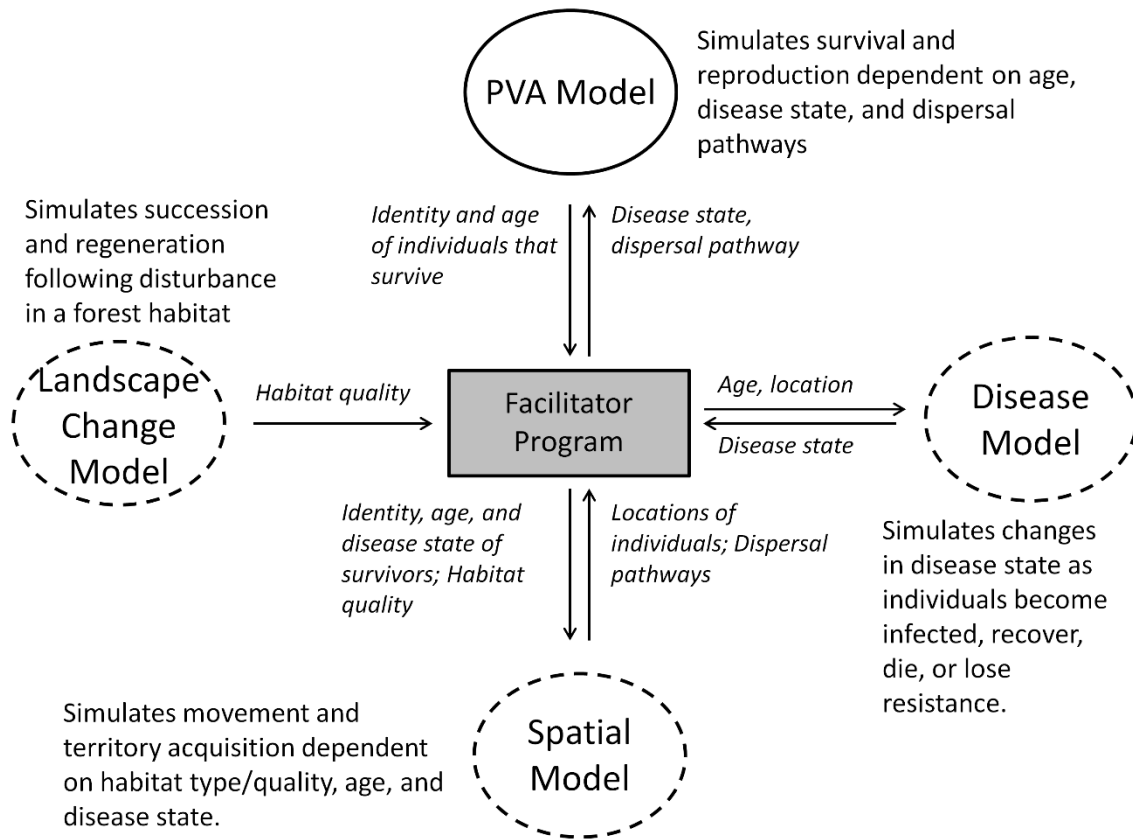 PVA Model
Simulates survival and
reproduction dependent on age,
disease state, and dispersal
pathways
Identity and age
of individuals that
survive
Disease state,
dispersal pathway
Simulates succession
and regeneration
following disturbance
in a forest habitat
Landscape
Change
Model
Habitat quality
Facilitator
Program
Age, location
Disease state
Disease
Model
Identity, age, and
disease state of
survivors; Habitat
quality
Locations of
individuals; Dispersal
pathways
Simulates changes
in disease state as
individuals become
infected, recover,
die, or lose
resistance.
Simulates movement and
territory acquisition dependent
on habitat type/quality, age, and
disease state.
Spatial
Model